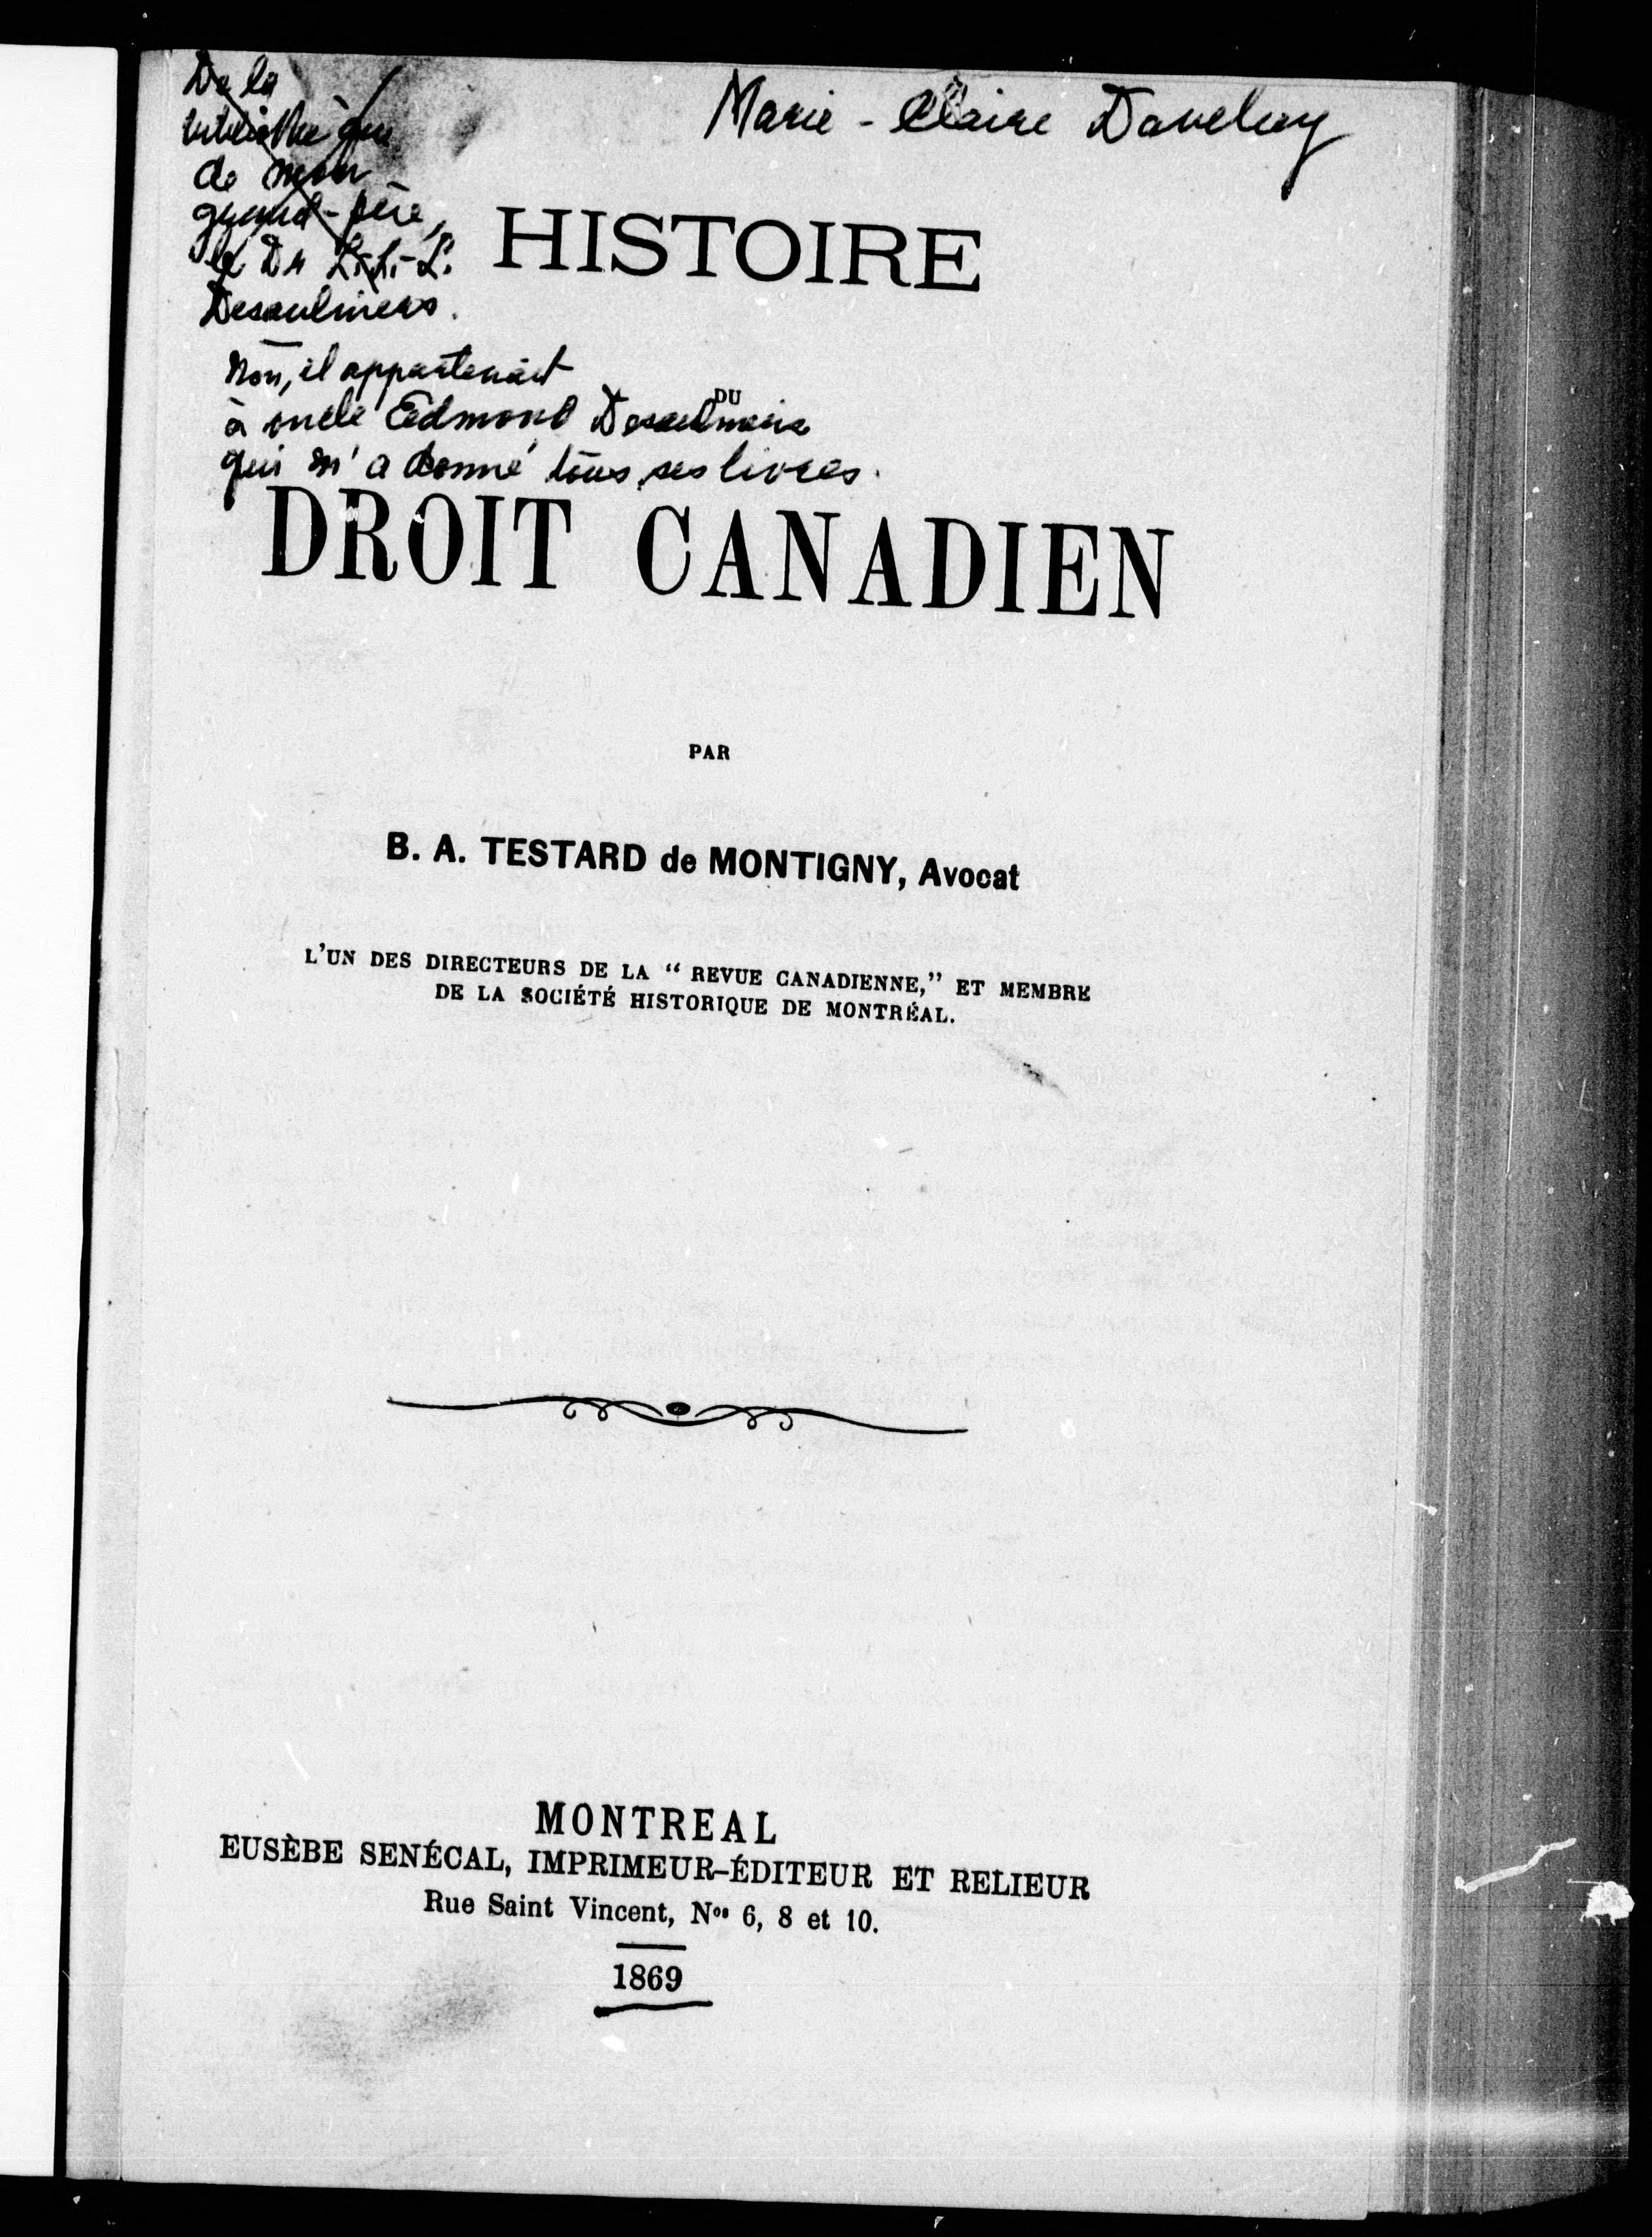 Marie-Claire Daveluy
De la
bibliothèque
de mon
grand-père,
le Dr L.-L.-L.
Desaulniers.
Non, il appartenait
à oncle Edmond Desaulniers
qui m'a donné tous ses livres.
HISTOIRE
DU
DROIT CANADIEN
PAR
B. A. TESTARD de MONTIGNY, Avocat
L'UN DES DIRECTEURS DE LA “ REVUE CANADIENNE,” ET MEMBRE
DE LA SOCIÉTÉ HISTORIQUE DE MONTRÉAL.
MONTREAL
EUSÈBE SENÉCAL, IMPRIMEUR-ÉDITEUR ET RELIEUR
Rue Saint Vincent, Nos 6, 8 et 10.
1869